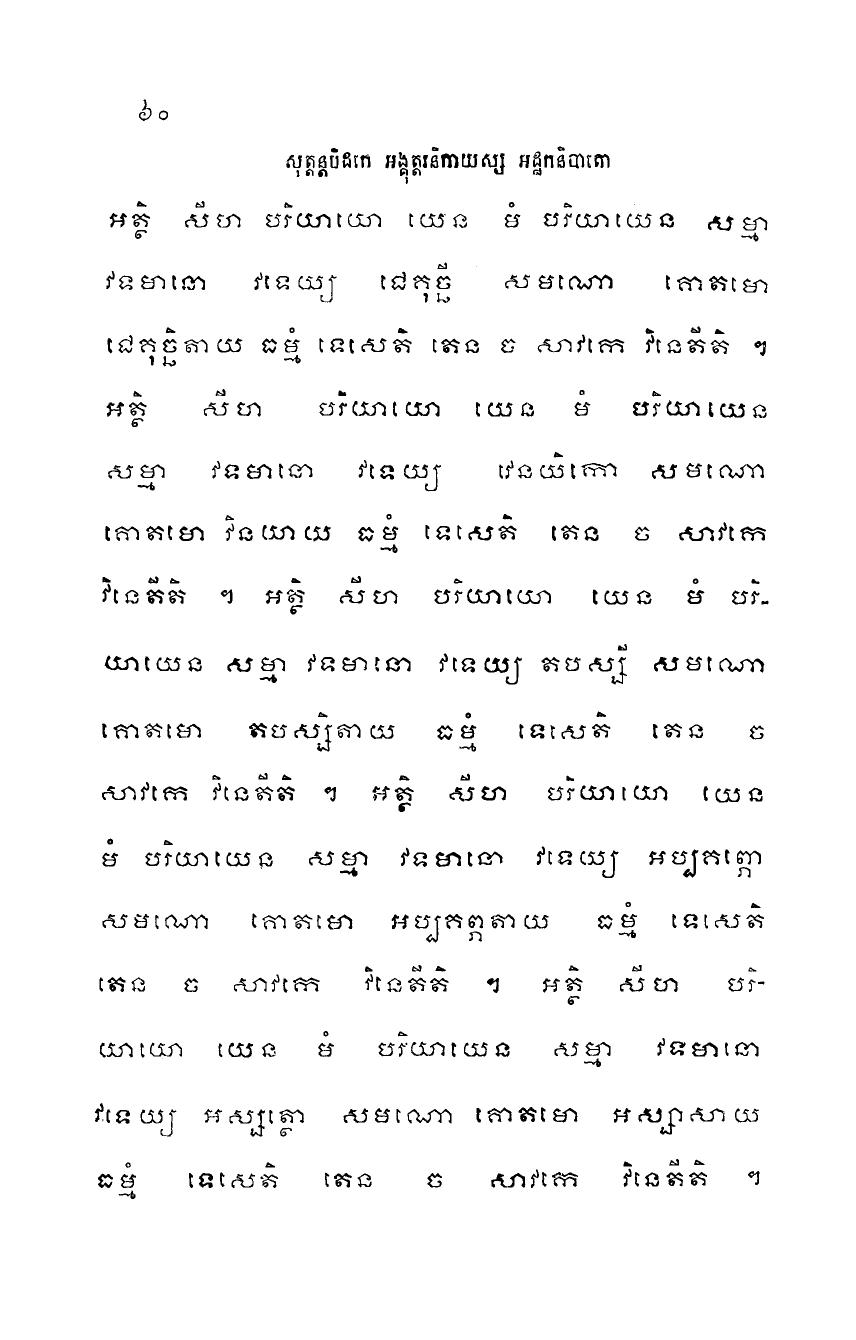 ៦០
សុត្តន្តបិដកេ អង្គុត្តរនិកាយស្ស អដ្ឋកនិបាតោ
អត្ថិ សីហ បរិយាយោ យេន មំ បរិយាយេន សម្មា
វទមានោ វទេយ្យ ជេគុច្ឆី សមណោ គោតមោ
ជេគុច្ឆិតាយ ធម្មំ ទេសេតិ តេន ច សាវកេ វិនេតីតិ ។
អត្ថិ សីហ បរិយាយោ យេន មំ បរិយាយេន
សម្មា វទមានោ វទេយ្យ វេនយិកោ សមណោ
គោតមោ វិនយាយ ធម្មំ ទេសេតិ តេន ច សាវកេ
វិនេតីតិ ។ អត្ថិ សីហ បរិយាយោ យេន មំ បរិ-
យាយេន សម្មា វទមានោ វទេយ្យ តបស្សី សមណោ
គោតមោ តបស្សិតាយ ធម្មំ ទេសេតិ តេន ច
សាវកេ វិនេតីតិ ។ អត្ថិ សីហ បរិយាយោ យេន
មំ បរិយាយេន សម្មា វទមានោ វទេយ្យ អប្បគព្ភោ
សមណោ គោតមោ អប្បគព្ភតាយ ធម្មំ ទេសេតិ
តេន ច សាវកេ វិនេតីតិ ។ អត្ថិ សីហ បរិ-
យាយោ យេន មំ បរិយាយេន សម្មា វទមានោ
វទេយ្យ អស្សត្ថោ សមណោ គោតមោ អស្សាសាយ
ធម្មំ ទេសេតិ តេន ច សាវកេ វិនេតីតិ ។